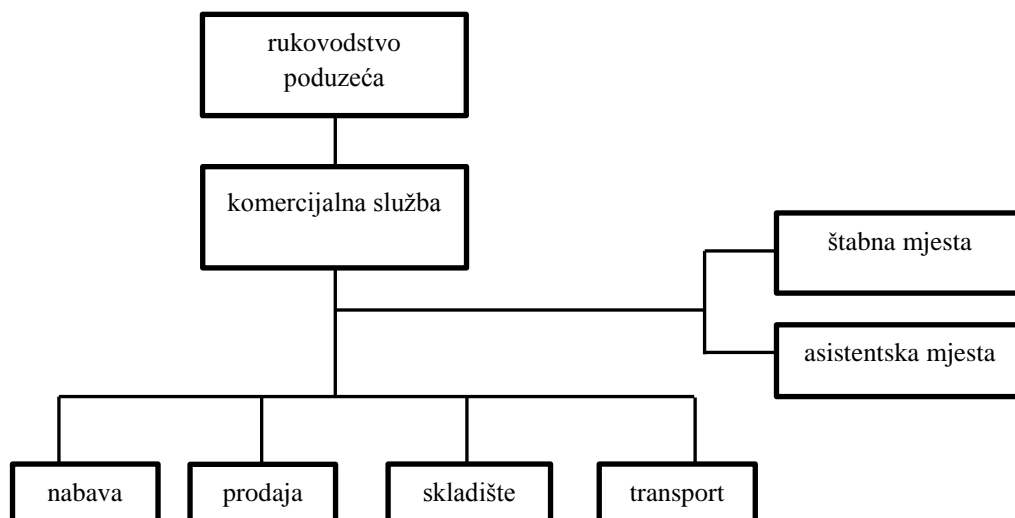 rukovodstvo
poduzeća
komercijalna služba
štabna mjesta
asistentska mjesta
nabava
prodaja
skladište
transport